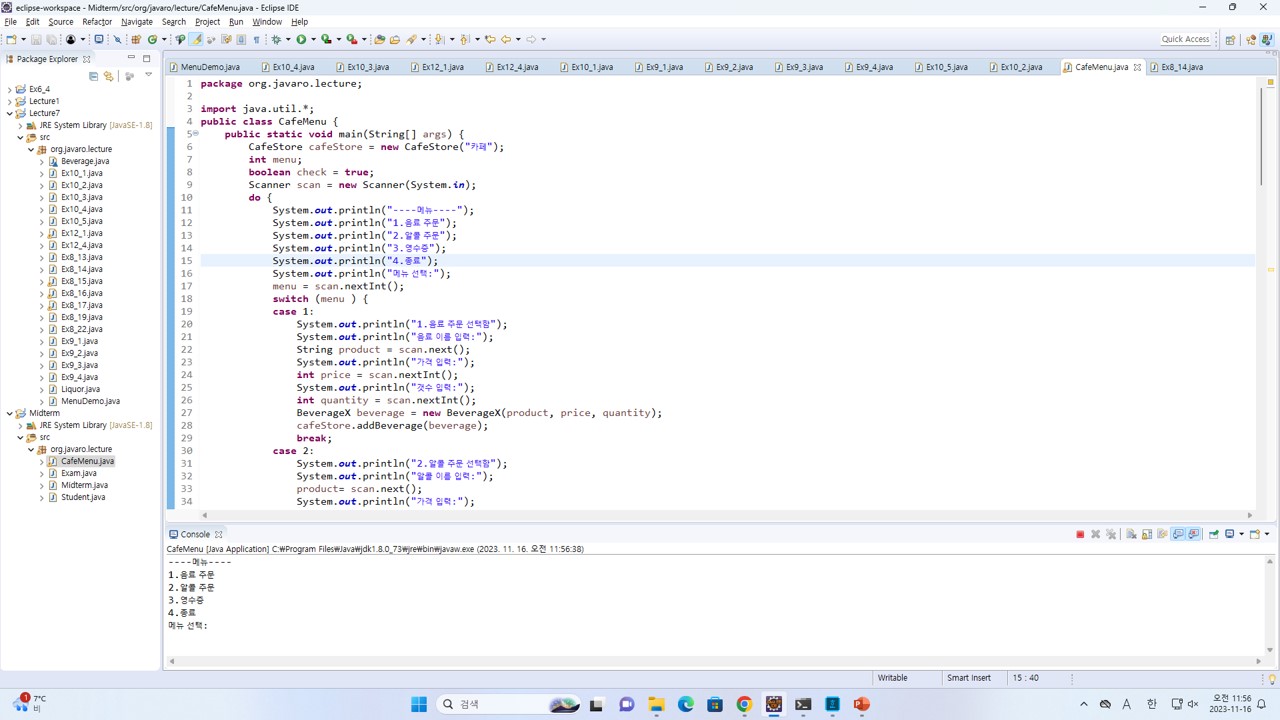 eclipse-workspace - Midterm/src/org/javaro/lecture/CafeMenu.java - Eclipse IDE
File Edit Source Refactor Navigate Search Project Run Window Help
Quick Access
Package Explorer
MenuDemo.java Ex10_4.java Ex10_3.java Ex12_1.java Ex12_4.java Ex10_1.java Ex9_1.java Ex9_2.java Ex9_3.java Ex9_4.java Ex10_5.java Ex10_2.java CafeMenu.java Ex8_14.java
Ex6_4
Lecture1
Lecture7
JRE System Library [JavaSE-1.8]
src
org.javaro.lecture
Beverage.java
Ex10_1.java
Ex10_2.java
Ex10_3.java
Ex10_4.java
Ex10_5.java
Ex12_1.java
Ex12_4.java
Ex8_13.java
Ex8_14.java
Ex8_15.java
Ex8_16.java
Ex8_17.java
Ex8_19.java
Ex8_22.java
Ex9_1.java
Ex9_2.java
Ex9_3.java
Ex9_4.java
Liquor.java
MenuDemo.java
Midterm
JRE System Library [JavaSE-1.8]
src
org.javaro.lecture
CafeMenu.java
Exam.java
Midterm.java
Student.java
1 package org.javaro.lecture;
2
3 import java.util.*;
4 public class CafeMenu {
5 public static void main(String[] args) {
6 CafeStore cafeStore = new CafeStore("카페");
7 int menu;
8 boolean check = true;
9 Scanner scan = new Scanner(System.in);
10 do {
11 System.out.println("----메뉴----");
12 System.out.println("1.음료 주문");
13 System.out.println("2.알콜 주문");
14 System.out.println("3.영수증");
15 System.out.println("4.종료");
16 System.out.println("메뉴 선택:");
17 menu = scan.nextInt();
18 switch (menu ) {
19 case 1:
20 System.out.println("1.음료 주문 선택함");
21 System.out.println("음료 이름 입력:");
22 String product = scan.next();
23 System.out.println("가격 입력:");
24 int price = scan.nextInt();
25 System.out.println("갯수 입력:");
26 int quantity = scan.nextInt();
27 BeverageX beverage = new BeverageX(product, price, quantity);
28 cafeStore.addBeverage(beverage);
29 break;
30 case 2:
31 System.out.println("2.알콜 주문 선택함");
32 System.out.println("알콜 이름 입력:");
33 product= scan.next();
34 System.out.println("가격 입력:");
Console
CafeMenu [Java Application] C:₩Program Files₩Java₩jdk1.8.0_73₩jre₩bin₩javaw.exe (2023. 11. 16. 오전 11:56:38)
----메뉴----
1.음료 주문
2.알콜 주문
3.영수증
4.종료
메뉴 선택:
Writable Smart Insert 15 : 40
1
7°C
비
검색
A 한
오전 11:56
2023-11-16